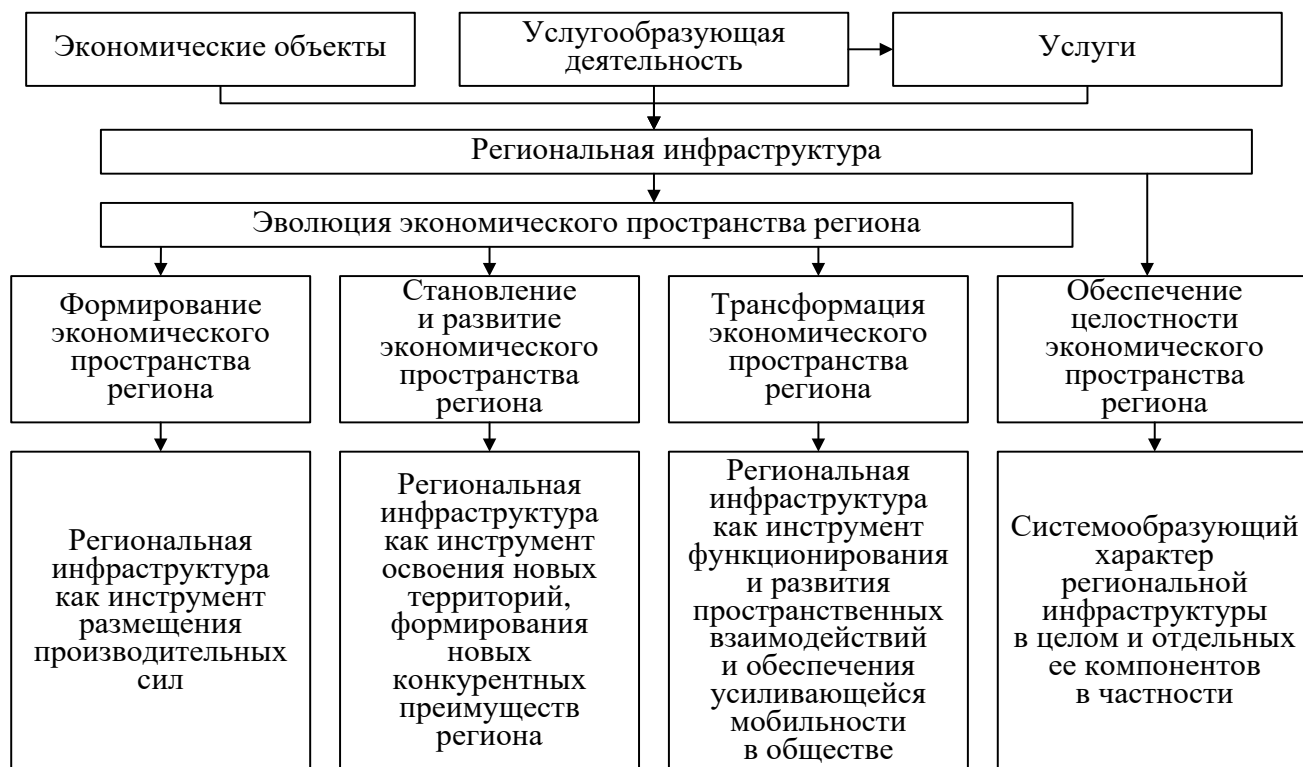 Экономические объекты
Услугообразующая
деятельность
Услуги
Региональная инфраструктура
Эволюция экономического пространства региона
Формирование
экономического
пространства
региона
Становление
и развитие
экономического
пространства
региона
Трансформация
экономического
пространства
региона
Обеспечение
целостности
экономического
пространства
региона
Региональная
инфраструктура
как инструмент
размещения
производительных
сил
Региональная
инфраструктура
как инструмент
освоения новых
территорий,
формирования
новых
конкурентных
преимуществ
региона
Региональная
инфраструктура
как инструмент
функционирования
и развития
пространственных
взаимодействий
и обеспечения
усиливающейся
мобильности
в обществе
Системообразующий
характер
региональной
инфраструктуры
в целом и отдельных
ее компонентов
в частности